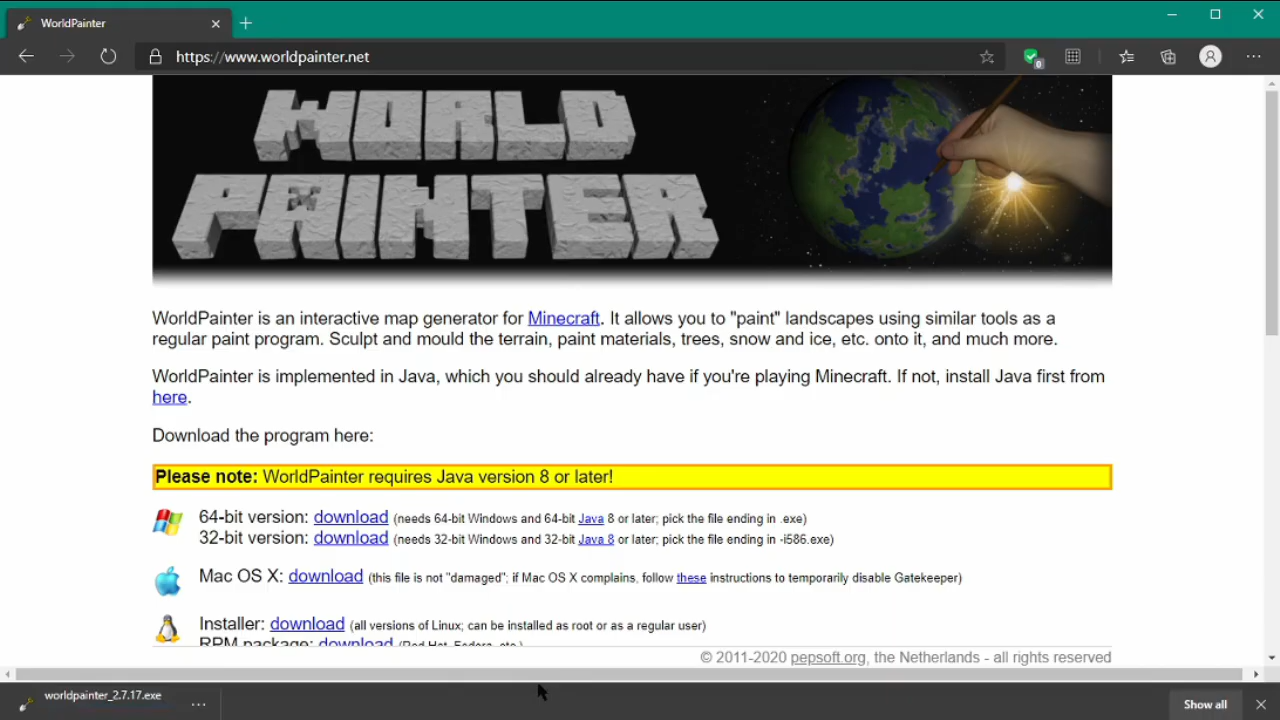 WorldPainter
https://www.worldpainter.net
0
WORLD
PAINTER
WorldPainter is an interactive map generator for Minecraft. It allows you to "paint" landscapes using similar tools as a
regular paint program. Sculpt and mould the terrain, paint materials, trees, snow and ice, etc. onto it, and much more.
WorldPainter is implemented in Java, which you should already have if you're playing Minecraft. If not, install Java first from
here.
Download the program here:
Please note: WorldPainter requires Java version 8 or later!
64-bit version: download (needs 64-bit Windows and 64-bit Java 8 or later; pick the file ending in .exe)
32-bit version: download (needs 32-bit Windows and 32-bit Java 8 or later; pick the file ending in -i586.exe)
Mac OS X: download (this file is not "damaged"; if Mac OS X complains, follow these instructions to temporarily disable Gatekeeper)
Installer: download (all versions of Linux; can be installed as root or as a regular user)
RPM package: download (Red Hat, Fedora, etc.)
© 2011-2020 pepsoft.org, the Netherlands - all rights reserved
worldpainter_2.7.17.exe
Show all